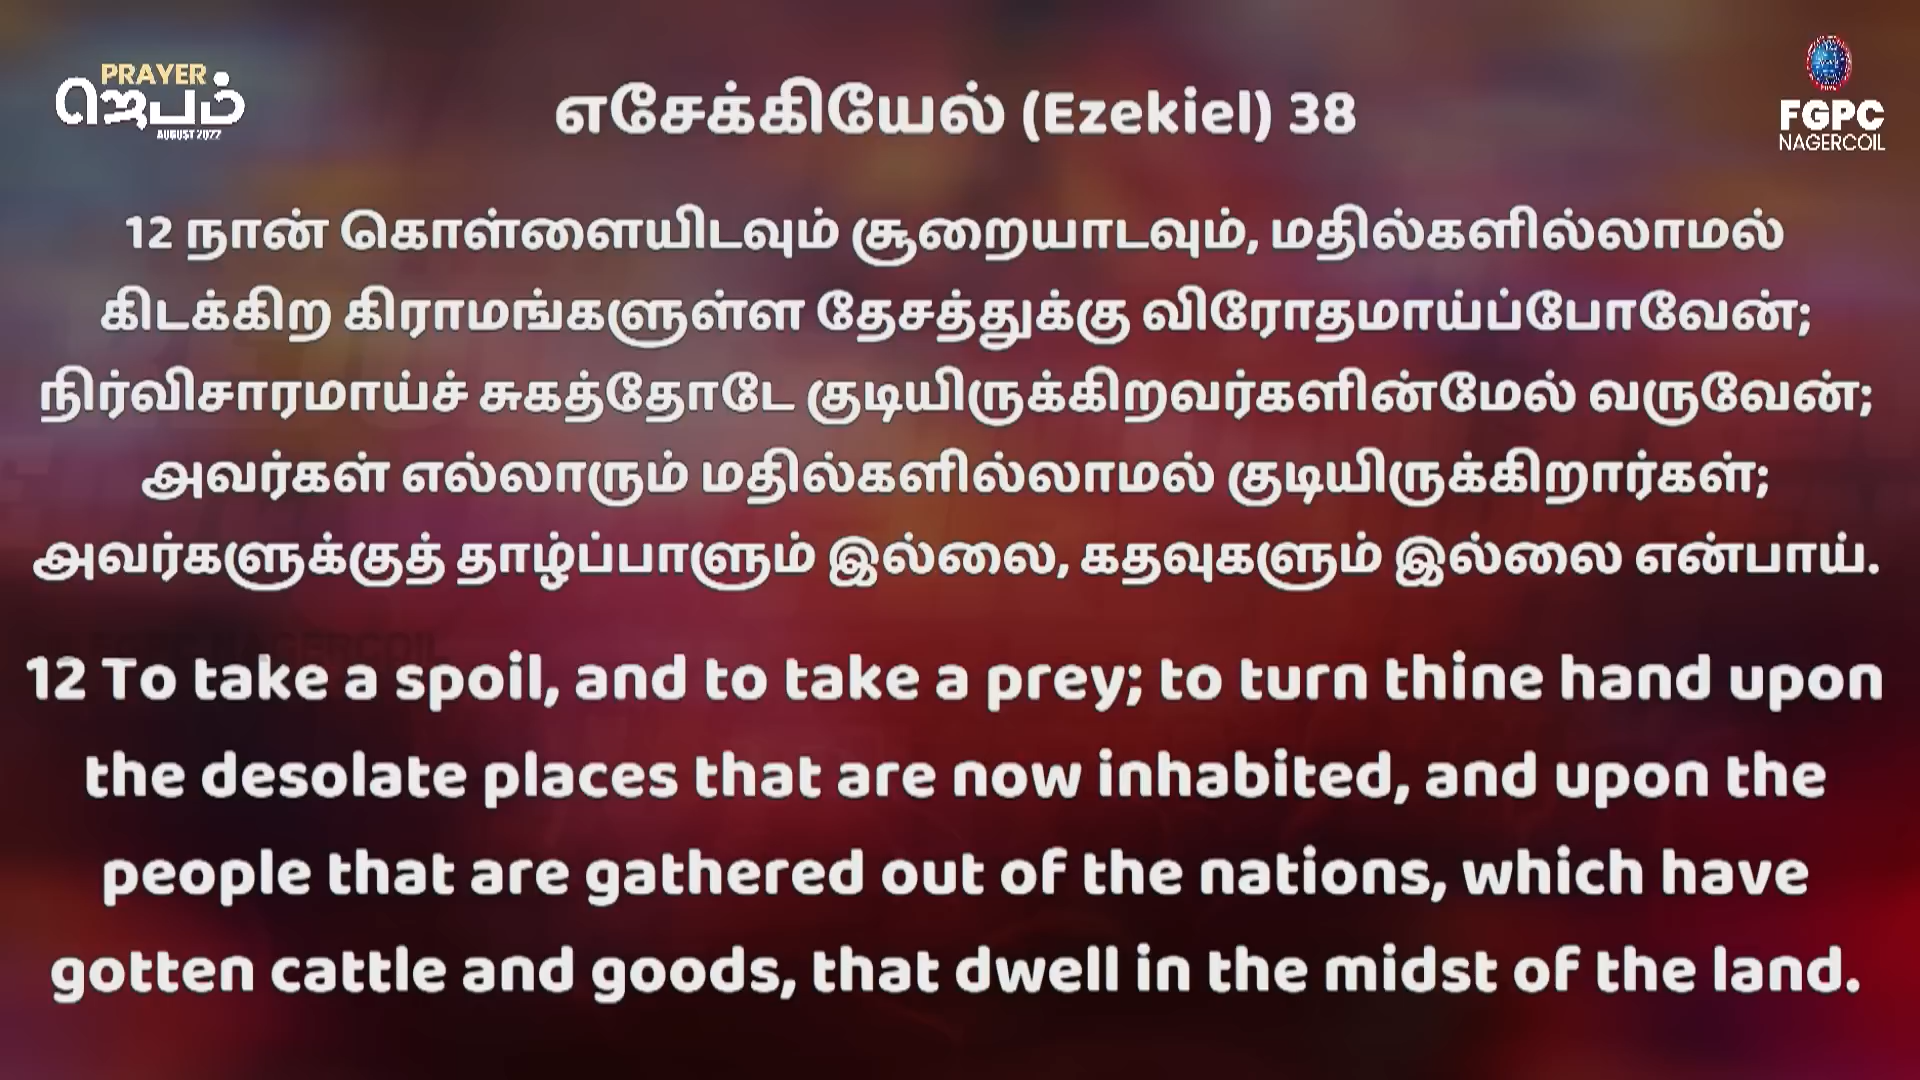 PRAYER
ஜெபம்
AUGUST 2022
எசேக்கியேல் (Ezekiel) 38
FGPC
NAGERCOIL
12 நான் கொள்ளையிடவும் சூறையாடவும், மதில்களில்லாமல்
கிடக்கிற கிராமங்களுள்ள தேசத்துக்கு விரோதமாய்ப்போவேன்;
நிர்விசாரமாய்ச் சுகத்தோடே குடியிருக்கிறவர்களின்மேல் வருவேன்;
அவர்கள் எல்லாரும் மதில்களில்லாமல் குடியிருக்கிறார்கள்;
அவர்களுக்குத் தாழ்ப்பாளும் இல்லை, கதவுகளும் இல்லை என்பாய்.
12 To take a spoil, and to take a prey; to turn thine hand upon
the desolate places that are now inhabited, and upon the
people that are gathered out of the nations, which have
gotten cattle and goods, that dwell in the midst of the land.